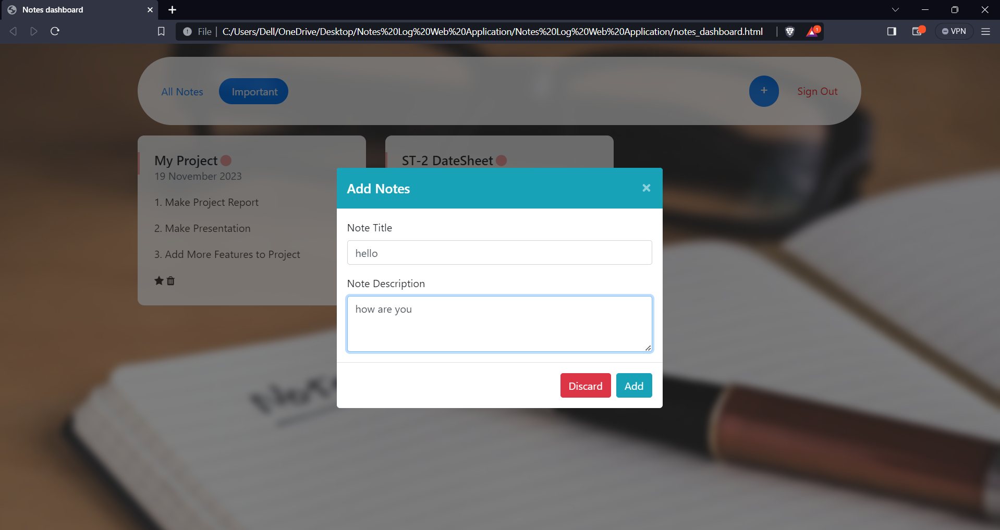 Notes dashboard
File
C:/Users/Dell/OneDrive/Desktop/Notes%20Log%20Web%20Application/Notes%20Log%20Web%20Application/notes_dashboard.html
1
VPN
All Notes
Important
+
Sign Out
My Project
19 November 2023
1. Make Project Report
2. Make Presentation
3. Add More Features to Project
ST-2 DateSheet
Add Notes
×
Note Title
hello
Note Description
how are you
Discard
Add